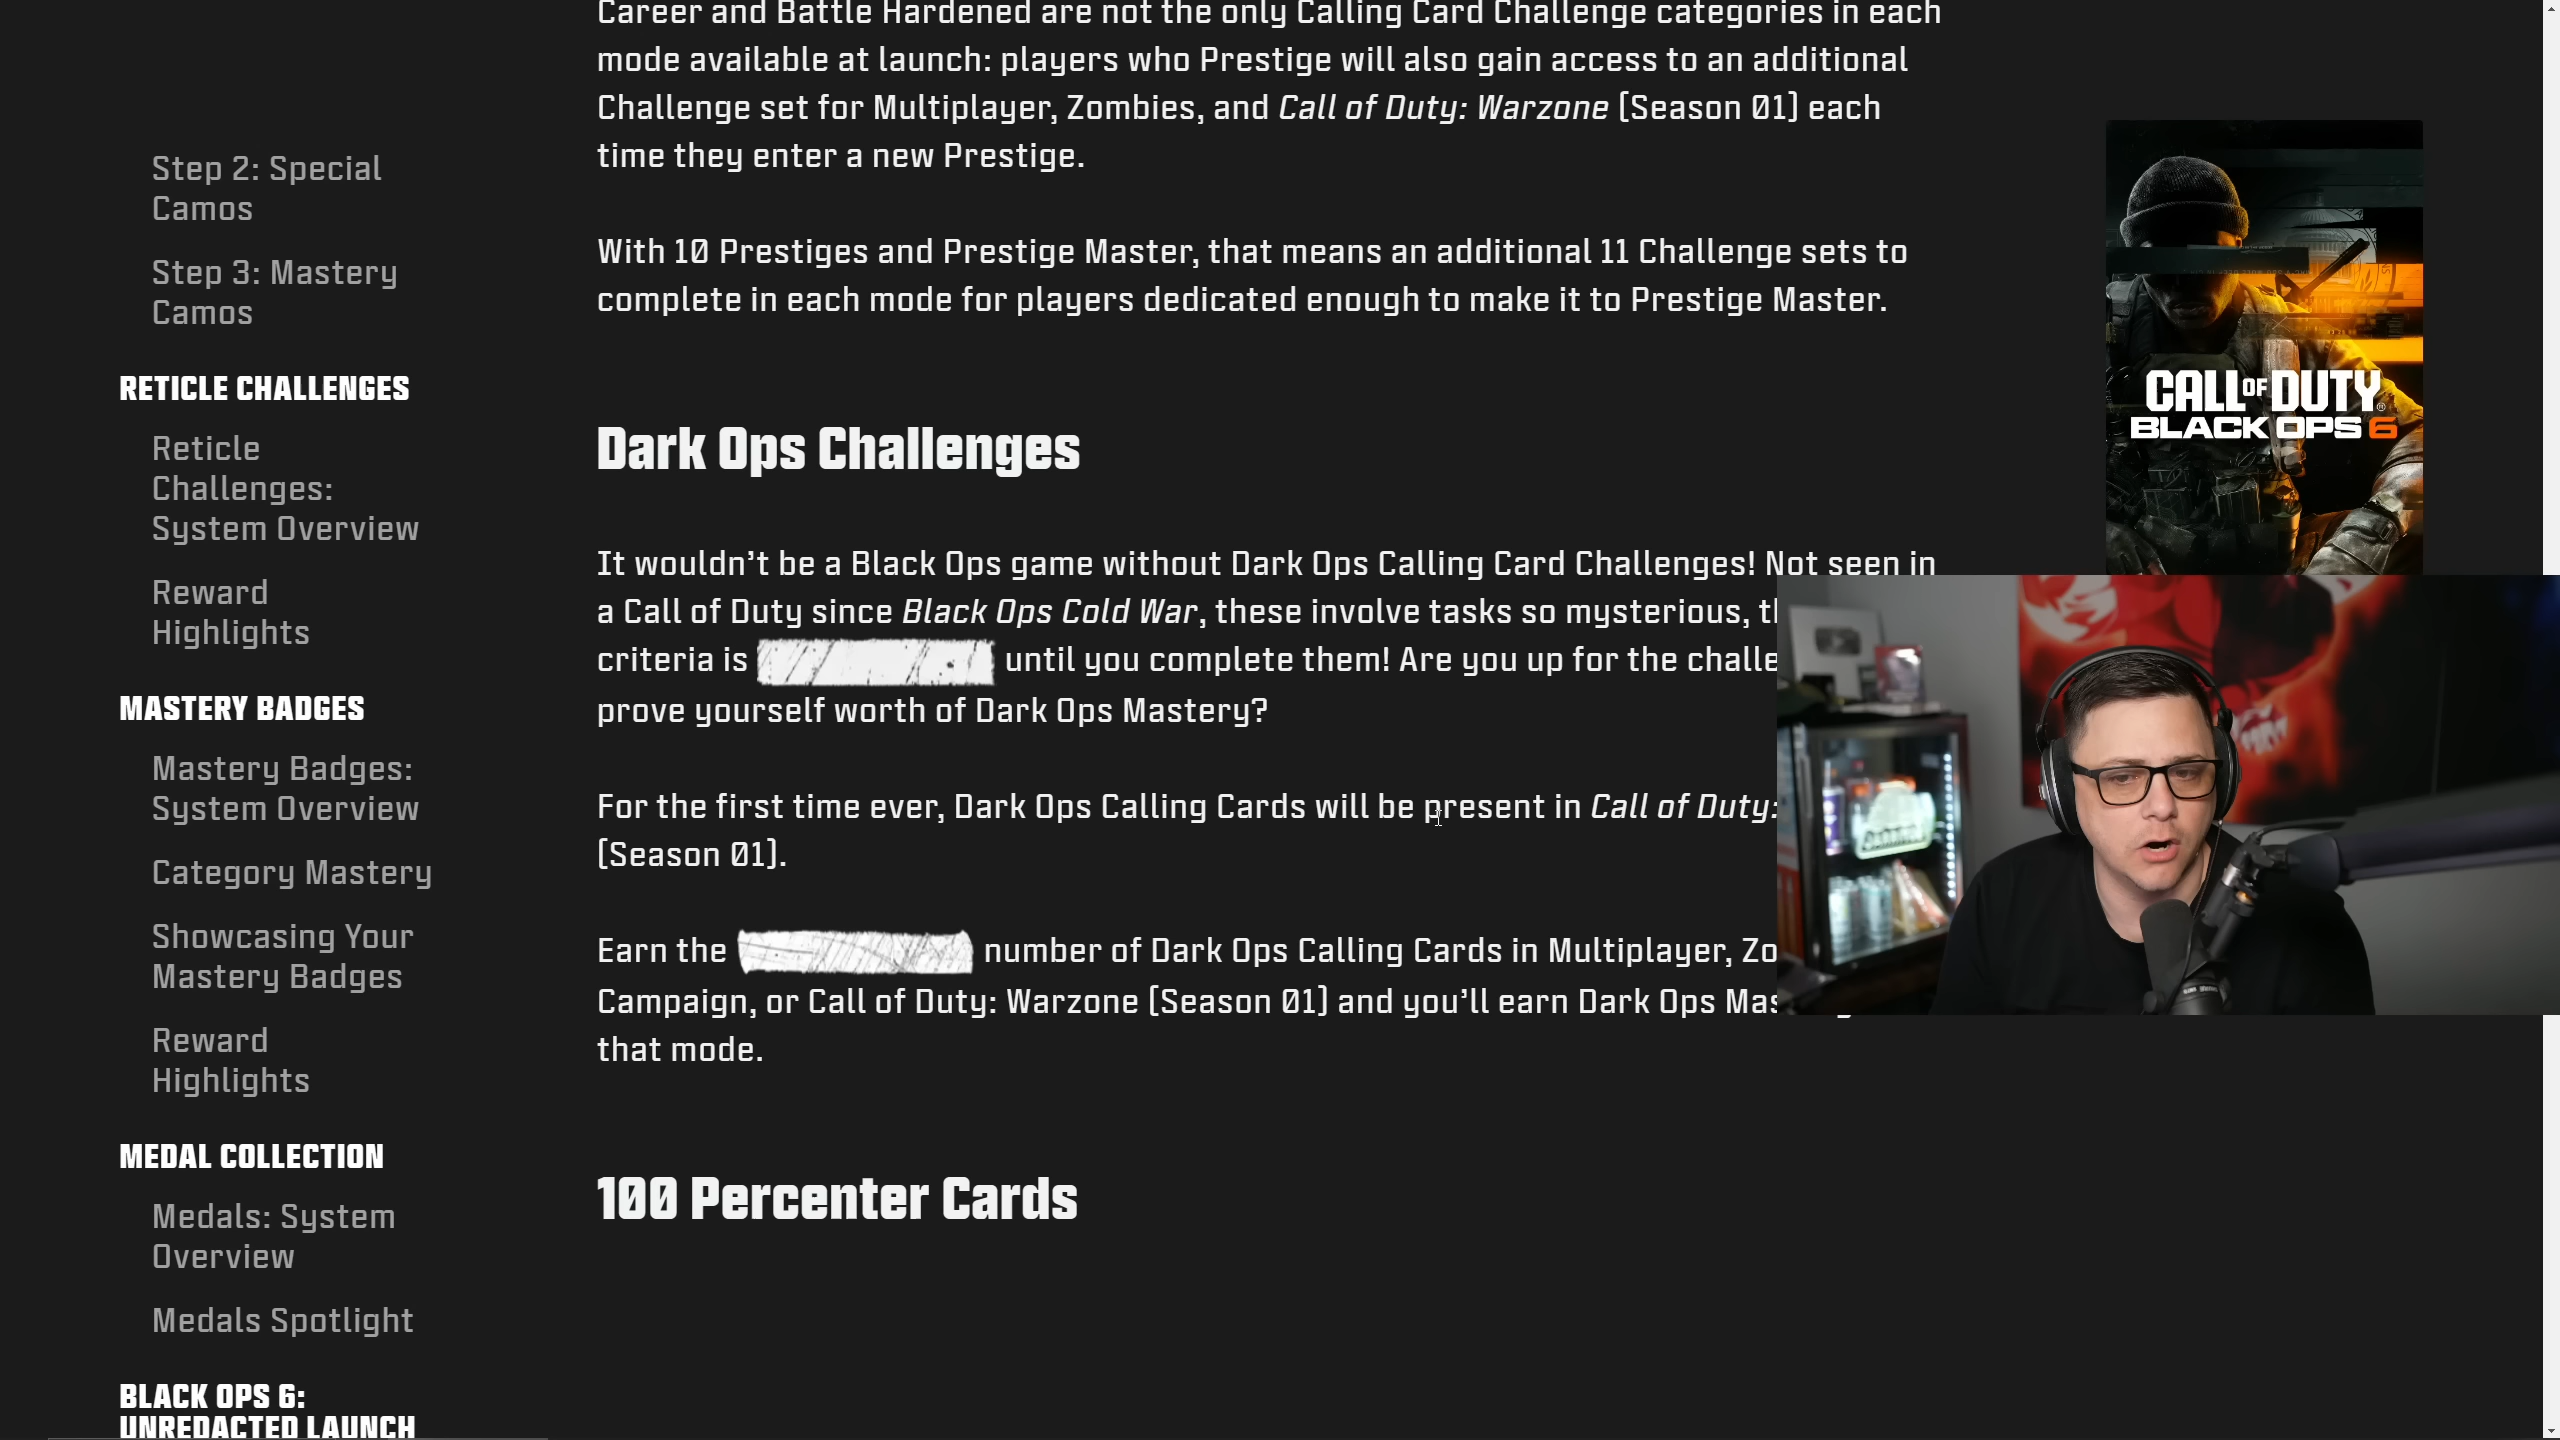 Career and Battle Hardened are not the only Calling Card Challenge categories in each
mode available at launch: players who Prestige will also gain access to an additional
Challenge set for Multiplayer, Zombies, and Call of Duty: Warzone [Season 01] each
time they enter a new Prestige.
With 10 Prestiges and Prestige Master, that means an additional 11 Challenge sets to
complete in each mode for players dedicated enough to make it to Prestige Master.
Dark Ops Challenges
It wouldn’t be a Black Ops game without Dark Ops Calling Card Challenges! Not seen in
a Call of Duty since Black Ops Cold War, these involve tasks so mysterious,
criteria is until you complete them! Are you up for the
prove yourself worth of Dark Ops Mastery?
For the first time ever, Dark Ops Calling Cards will be present in Call of Duty:
[Season 01].
Earn the number of Dark Ops Calling Cards in Multiplayer,
Campaign, or Call of Duty: Warzone [Season 01] and you’ll earn Dark Ops
that mode.
100 Percenter Cards
Step 2: Special
Camos
Step 3: Mastery
Camos
RETICLE CHALLENGES
Reticle
Challenges:
System Overview
Reward
Highlights
MASTERY BADGES
Mastery Badges:
System Overview
Category Mastery
Showcasing Your
Mastery Badges
Reward
Highlights
MEDAL COLLECTION
Medals: System
Overview
Medals Spotlight
BLACK OPS 6:
UNREDACTED LAUNCH
CALL OF DUTY
BLACK OPS 6